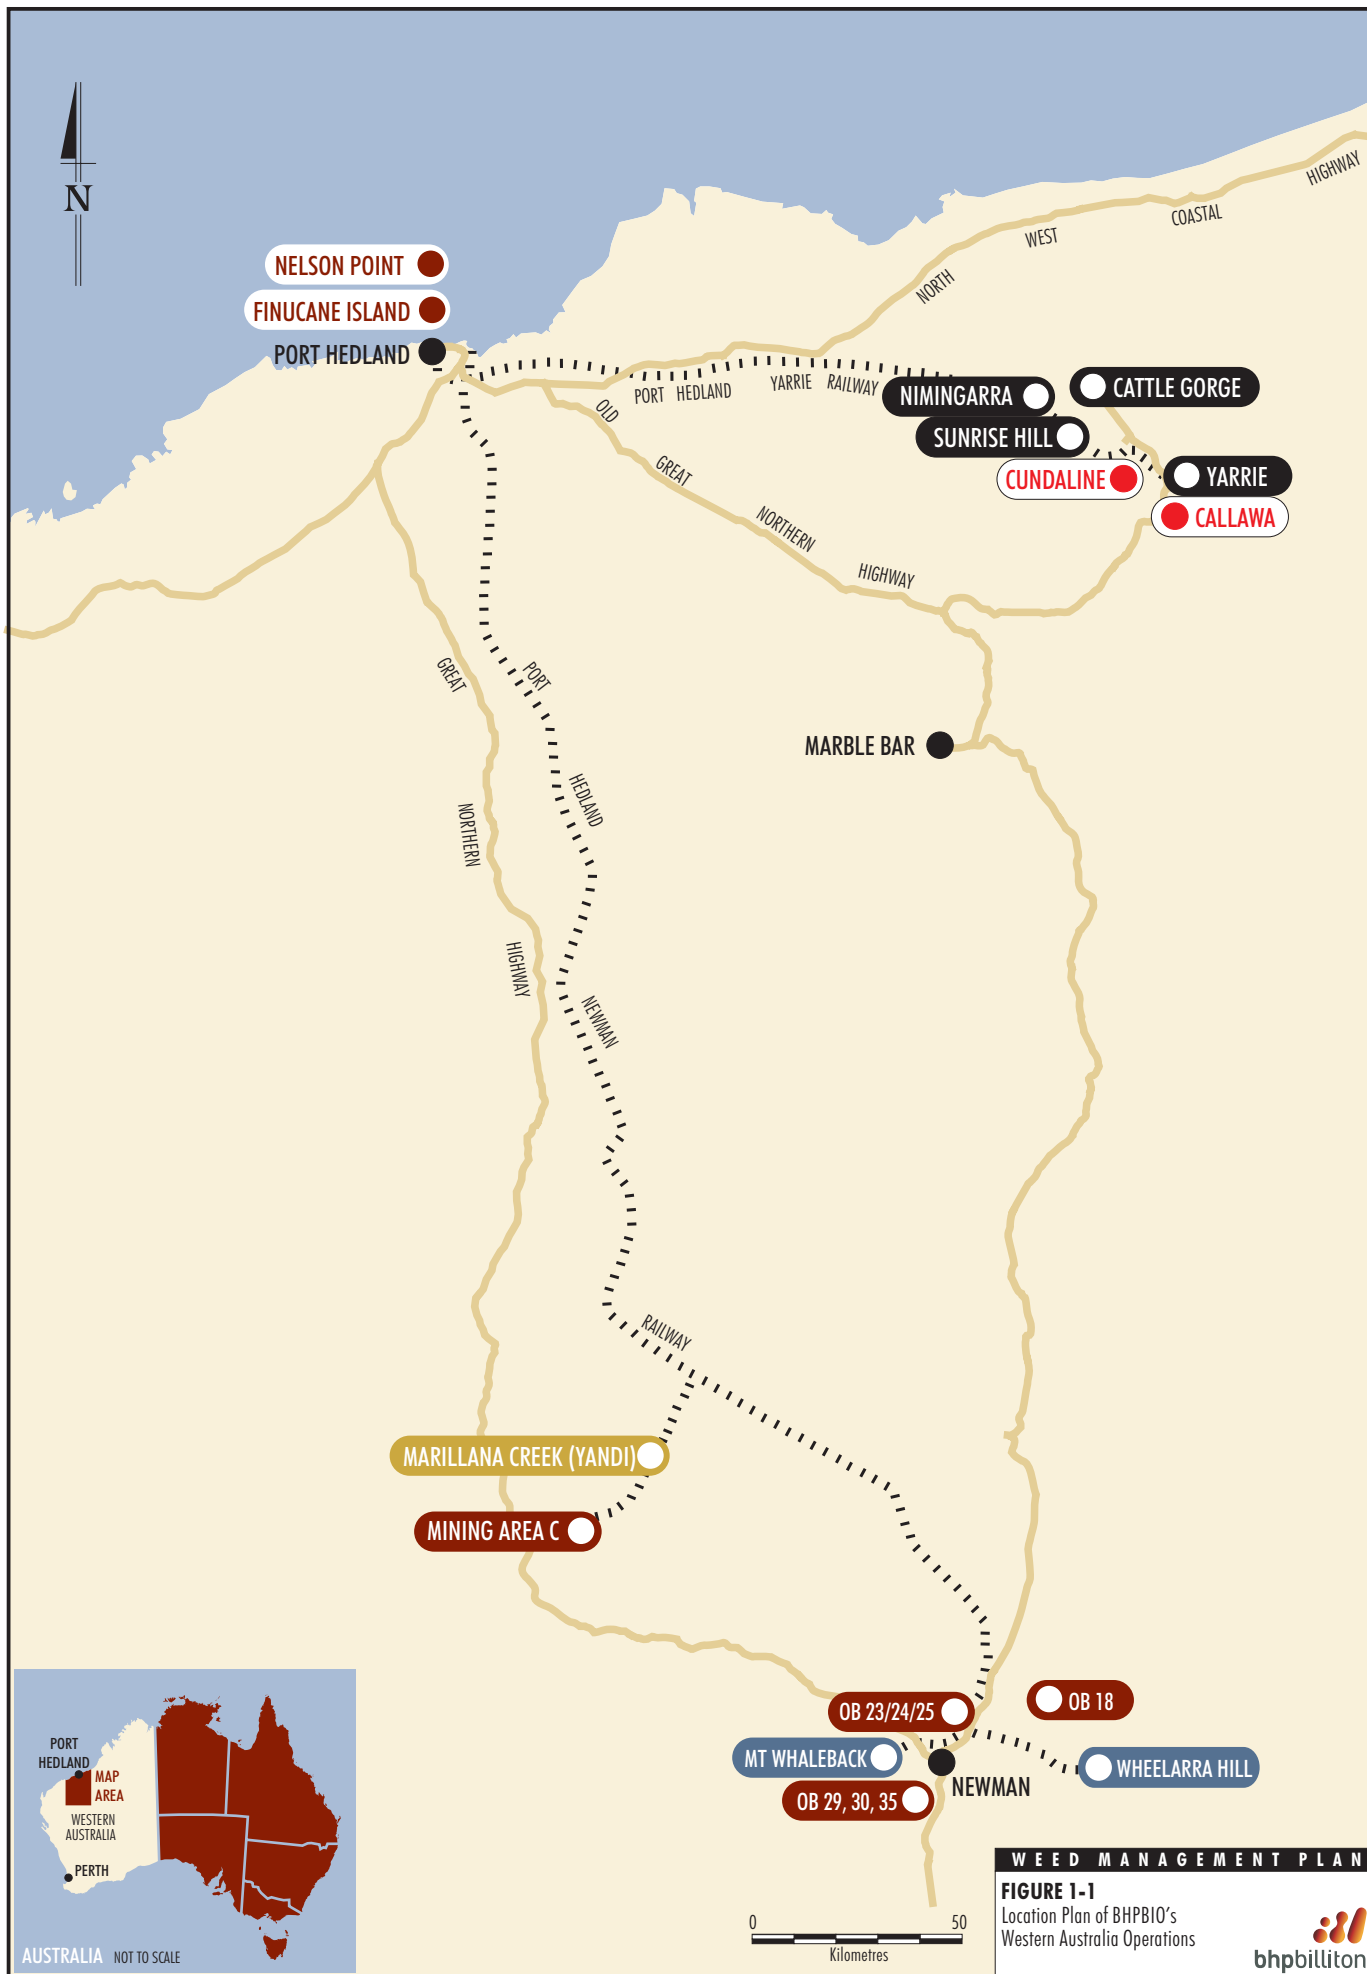 N
HIGHWAY
COASTAL
WEST
NORTH
NELSON POINT
FINUCANE ISLAND
PORT HEDLAND
PORT HEDLAND YARRIE RAILWAY
NIMINGARRA
CATTLE GORGE
SUNRISE HILL
CUNDALINE
YARRIE
CALLAWA
OLD
GREAT
NORTHERN
HIGHWAY
GREAT
NORTHERN
HIGHWAY
PORT
HEDLAND
NEWMAN
RAILWAY
MARBLE BAR
MARILLANA CREEK (YANDI)
MINING AREA C
OB 23/24/25
OB 18
MT WHALEBACK
WHEELARRA HILL
NEWMAN
OB 29, 30, 35
PORT
HEDLAND
MAP
AREA
WESTERN
AUSTRALIA
PERTH
AUSTRALIA NOT TO SCALE
0 50
Kilometres
WEED MANAGEMENT PLAN
FIGURE 1-1
Location Plan of BHPBIO's
Western Australia Operations
bhpbilliton